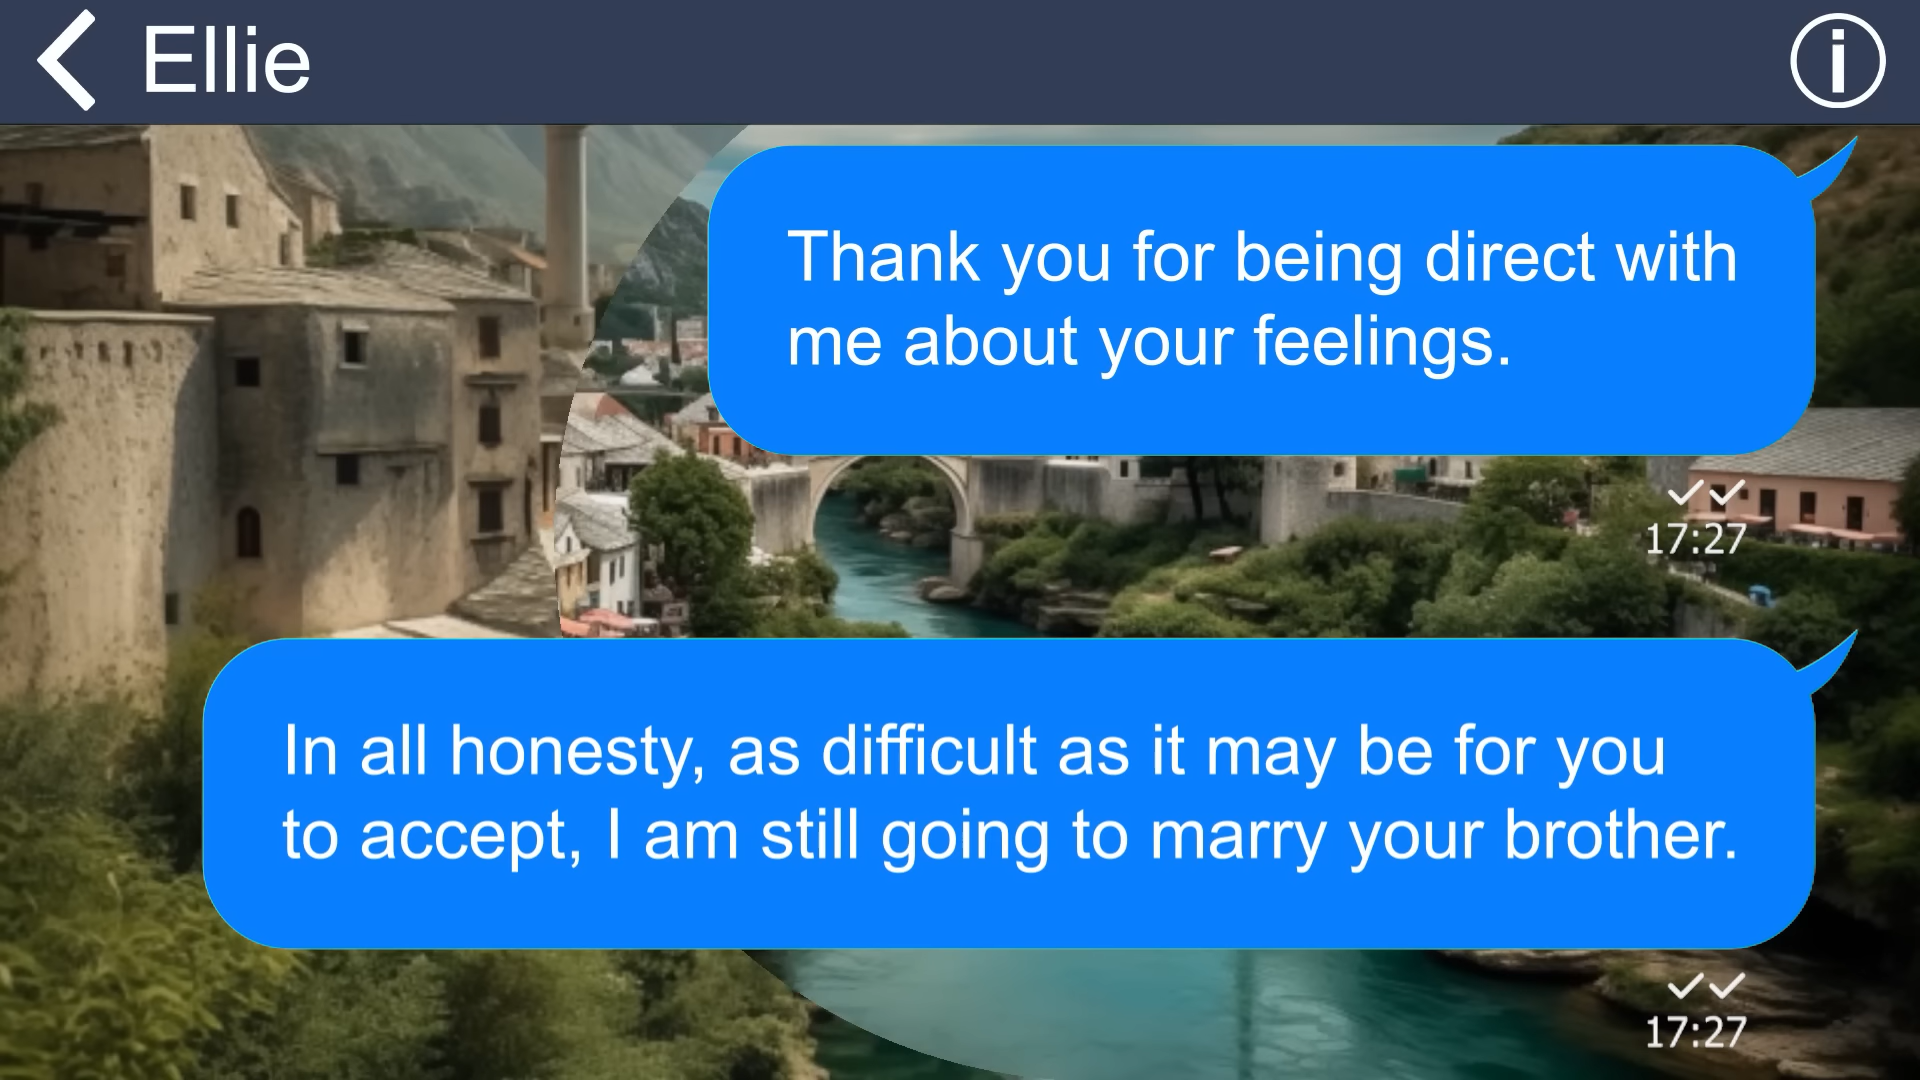 Ellie
Thank you for being direct with
me about your feelings.
17:27
In all honesty, as difficult as it may be for you
to accept, I am still going to marry your brother.
17:27